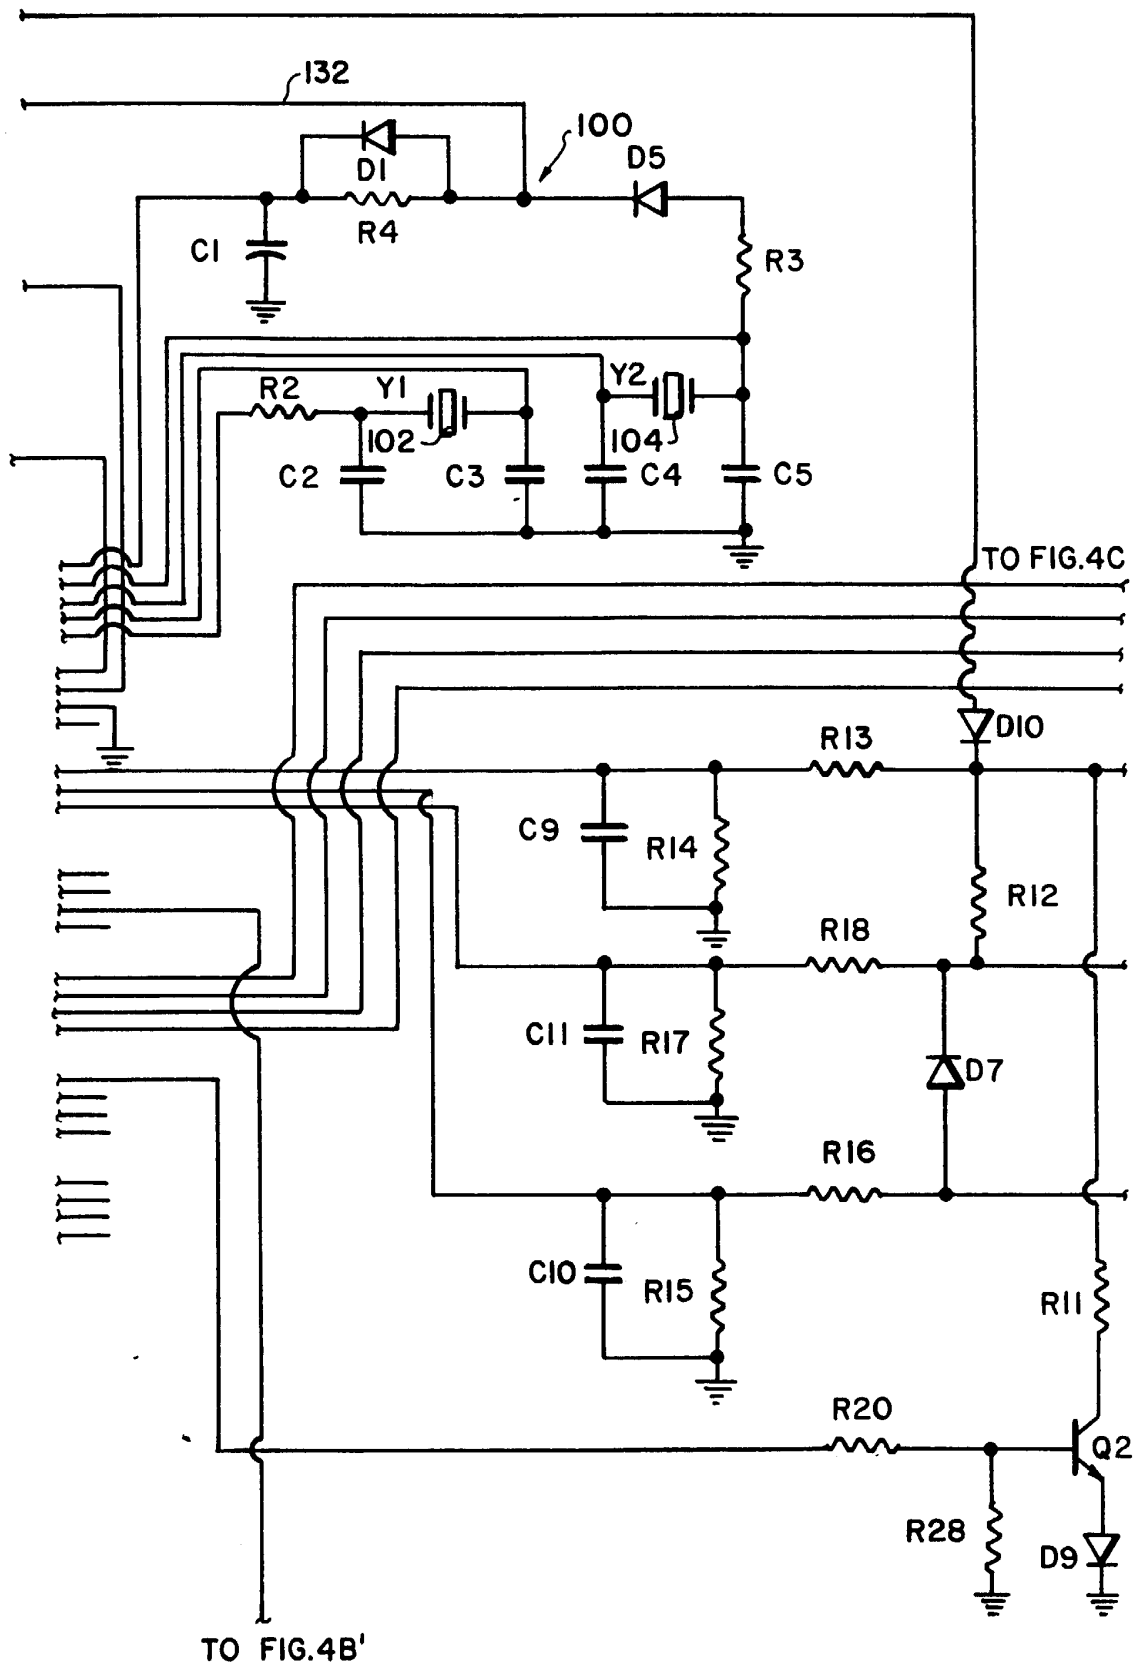 132
100
D1
D5
R4
C1
R3
R2
Y1
Y2
102
104
C2
C3
C4
C5
TO FIG.4C
D10
R13
C9
R14
R12
R18
C11
R17
D7
R16
C10
R15
R11
R20
Q2
R28
D9
TO FIG.4B'